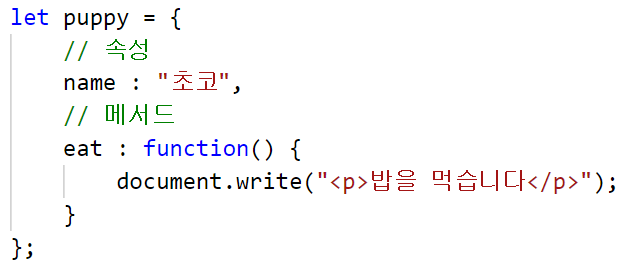 let puppy = {
// 속성
name : "초코",
// 메서드
eat : function() {
document.write("<p>밥을 먹습니다</p>");
}
};